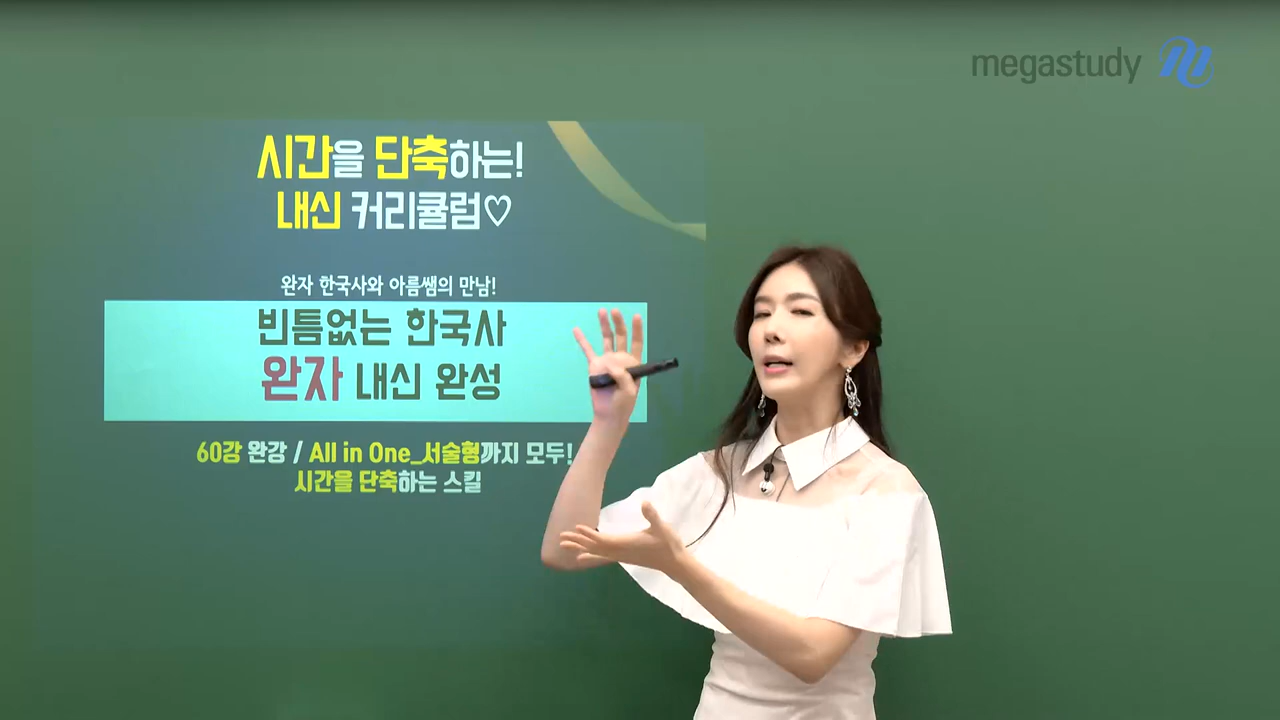 megastudy
시간을 단축하는!
내신 커리큘럼♡
완자 한국사와 아름쌤의 만남!
빈틈없는 한국사
완자 내신 완성
60강 완강 / All in One_서술형까지 모두!
시간을 단축하는 스킬